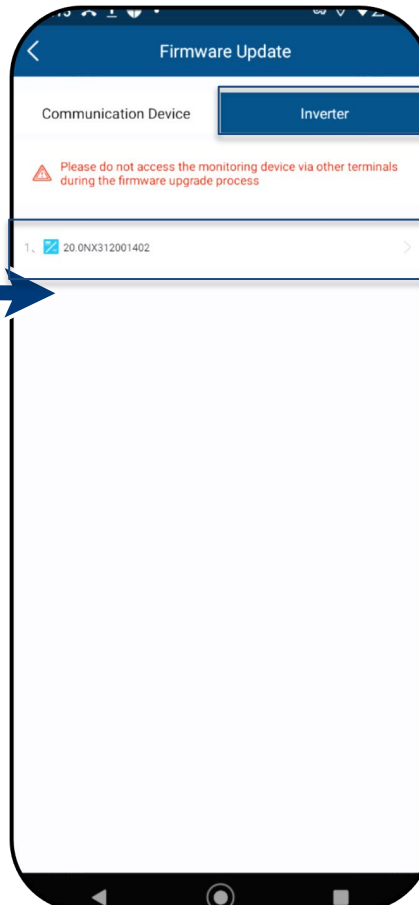 Firmware Update
Communication Device
Inverter
Please do not access the monitoring device via other terminals
during the firmware upgrade process
1、 20.0NX312001402